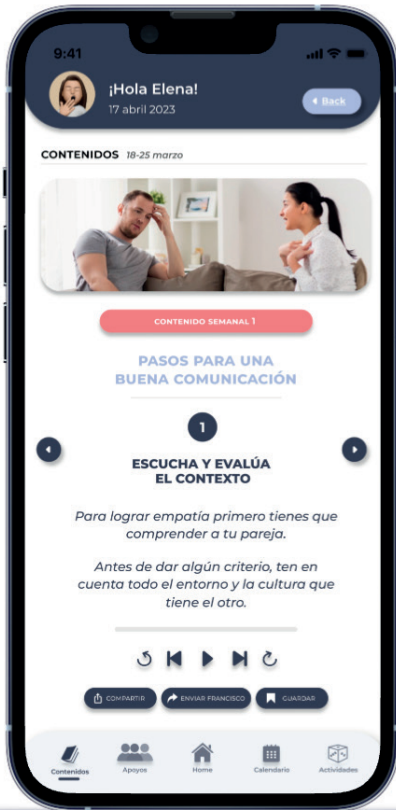 9:41
¡Hola Elena!
17 abril 2023
Back
CONTENIDOS 18-25 marzo
CONTENIDO SEMANAL 1
PASOS PARA UNA
BUENA COMUNICACIÓN
1
ESCUCHA Y EVALÚA
EL CONTEXTO
Para lograr empatía primero tienes que
comprender a tu pareja.
Antes de dar algún criterio, ten en
cuenta todo el entorno y la cultura que
tiene el otro.
COMPARTIR
ENVIAR FRANCISCO
GUARDAR
Contenidos
Apoyos
Home
Calendario
Actividades